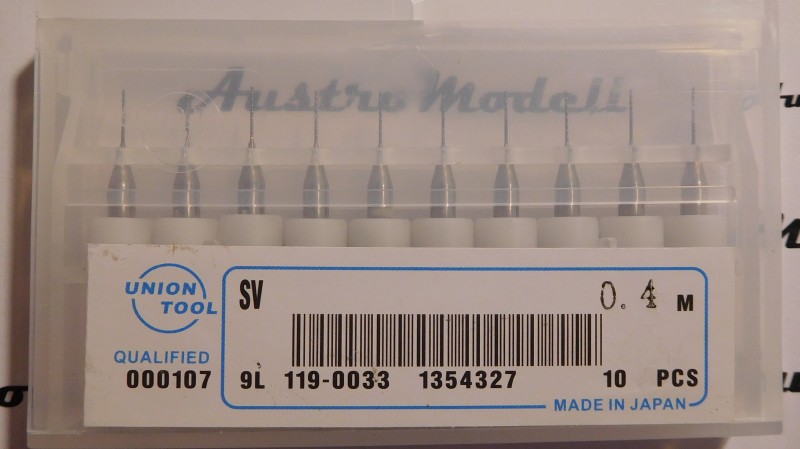 Austro Modell
UNION
TOOL
SV 0.4 M
QUALIFIED
000107 9L 119-0033 1354327 10 PCS
MADE IN JAPAN